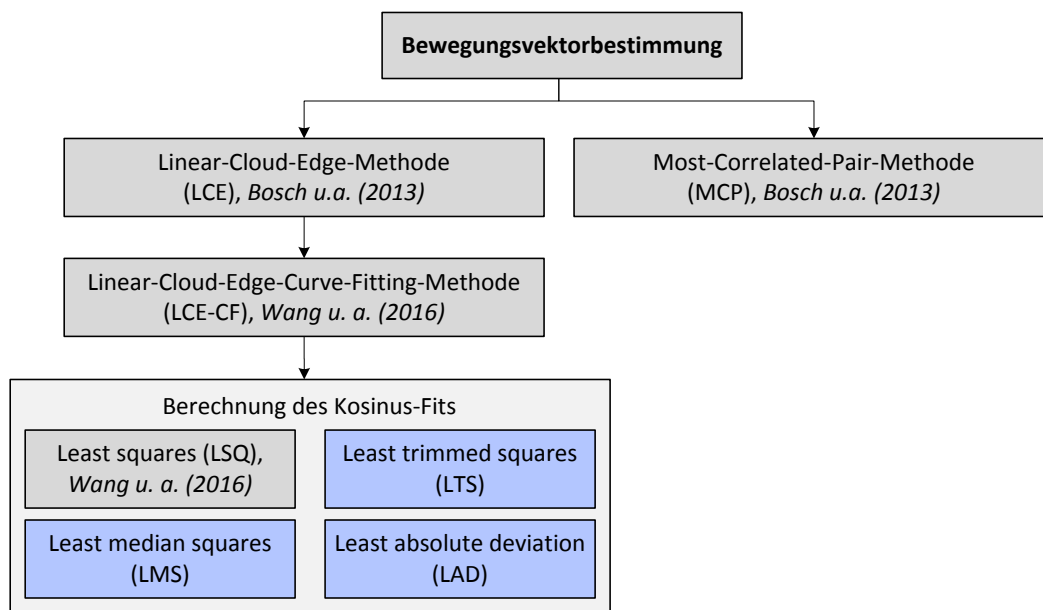 Bewegungsvektorbestimmung
Linear-Cloud-Edge-Methode
(LCE), Bosch u.a. (2013)
Most-Correlated-Pair-Methode
(MCP), Bosch u.a. (2013)
Linear-Cloud-Edge-Curve-Fitting-Methode
(LCE-CF), Wang u. a. (2016)
Berechnung des Kosinus-Fits
Least squares (LSQ),
Wang u. a. (2016)
Least trimmed squares
(LTS)
Least median squares
(LMS)
Least absolute deviation
(LAD)